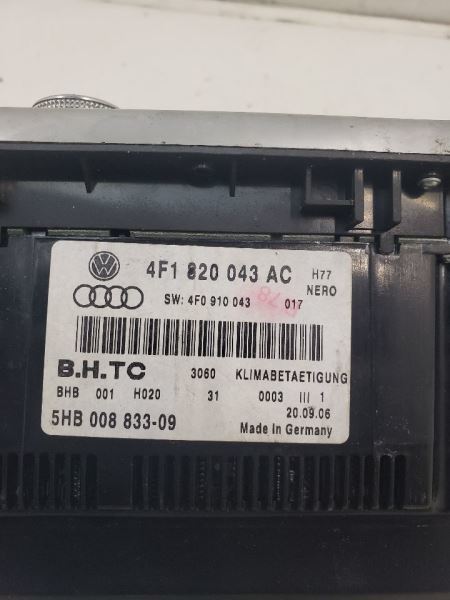 4F1 820 043 AC H77
NERO
SW: 4F0 910 043 017
78
B.H.TC 3060 KLIMABETAETIGUNG
BHB 001 H020 31 0003 III 1
20.09.06
5HB 008 833-09 Made in Germany